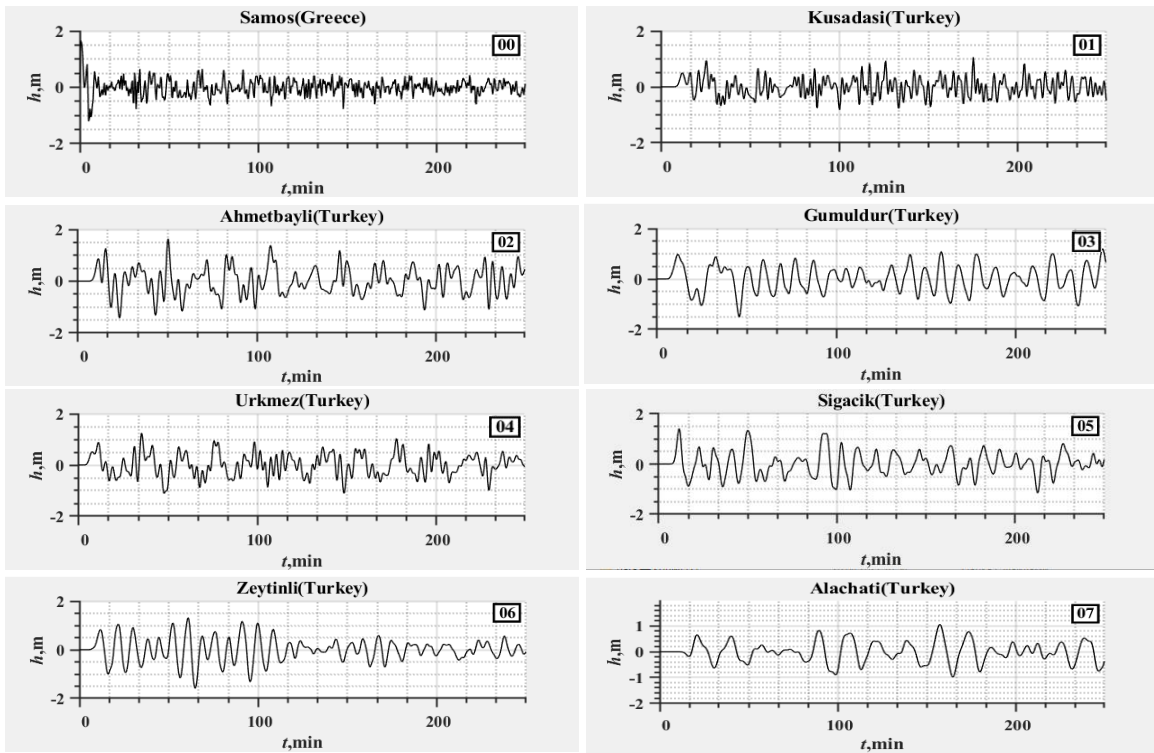 Samos(Greece)
00
2
0
-2
h,m
0
100
200
t,min
Kusadasi(Turkey)
01
2
0
-2
h,m
0
100
200
t,min
Ahmetbayli(Turkey)
02
2
0
-2
h,m
0
100
200
t,min
Gumuldur(Turkey)
03
2
0
-2
h,m
0
100
200
t,min
Urkmez(Turkey)
04
2
0
-2
h,m
0
100
200
t,min
Sigacik(Turkey)
05
2
0
-2
h,m
0
100
200
t,min
Zeytinli(Turkey)
06
2
0
-2
h,m
0
100
200
t,min
Alachati(Turkey)
07
1
0
-1
-2
h,m
0
100
200
t,min